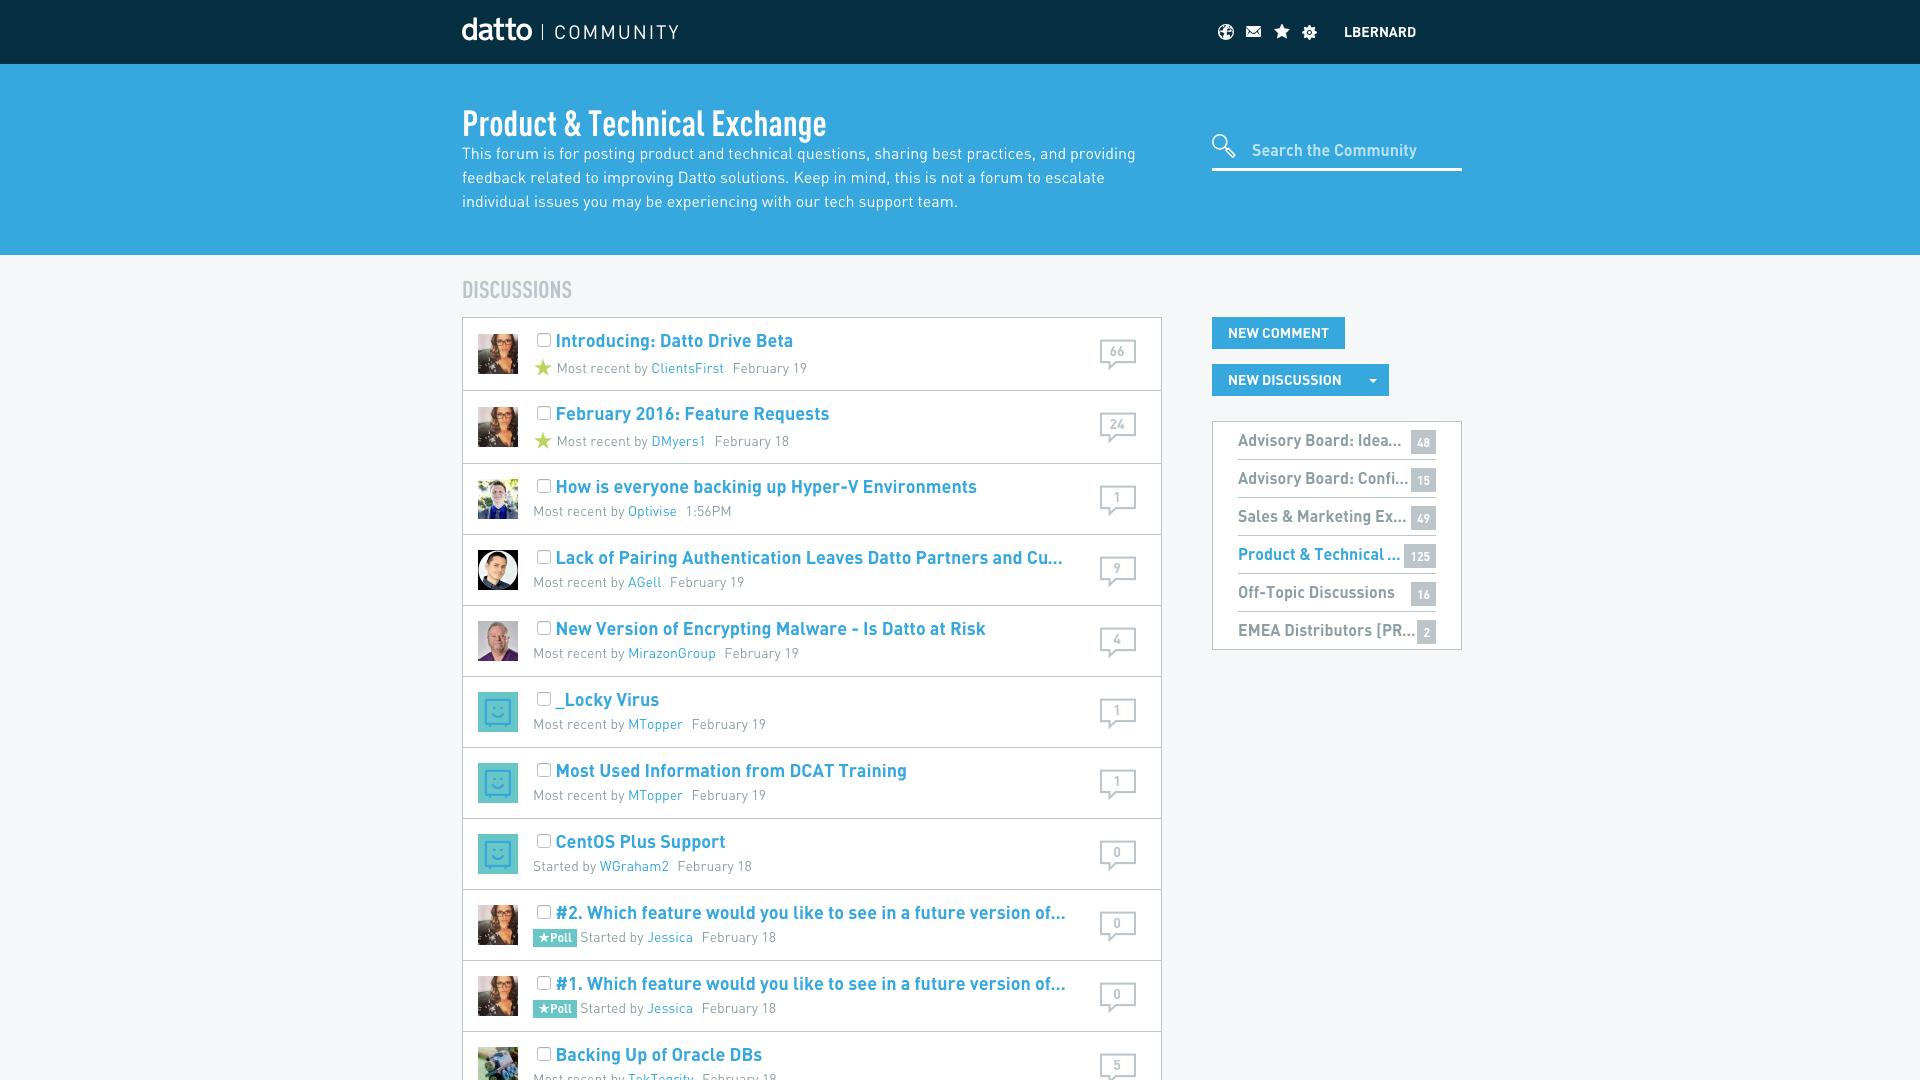 datto | COMMUNITY
LBERNARD
Product & Technical Exchange
This forum is for posting product and technical questions, sharing best practices, and providing
feedback related to improving Datto solutions. Keep in mind, this is not a forum to escalate
individual issues you may be experiencing with our tech support team.
Search the Community
DISCUSSIONS
Introducing: Datto Drive Beta
Most recent by ClientsFirst February 19
66
February 2016: Feature Requests
Most recent by DMyers1 February 18
24
How is everyone backinig up Hyper-V Environments
Most recent by Optivise 1:56PM
1
Lack of Pairing Authentication Leaves Datto Partners and Cu...
Most recent by AGell February 19
9
New Version of Encrypting Malware - Is Datto at Risk
Most recent by MirazonGroup February 19
4
_Locky Virus
Most recent by MTopper February 19
1
Most Used Information from DCAT Training
Most recent by MTopper February 19
1
CentOS Plus Support
Started by WGraham2 February 18
0
#2. Which feature would you like to see in a future version of...
★Poll Started by Jessica February 18
0
#1. Which feature would you like to see in a future version of...
★Poll Started by Jessica February 18
0
Backing Up of Oracle DBs
Most recent by TekTegrity February 18
5
NEW COMMENT
NEW DISCUSSION
Advisory Board: Idea... 48
Advisory Board: Confi... 15
Sales & Marketing Ex... 49
Product & Technical ... 125
Off-Topic Discussions 16
EMEA Distributors [PR... 2